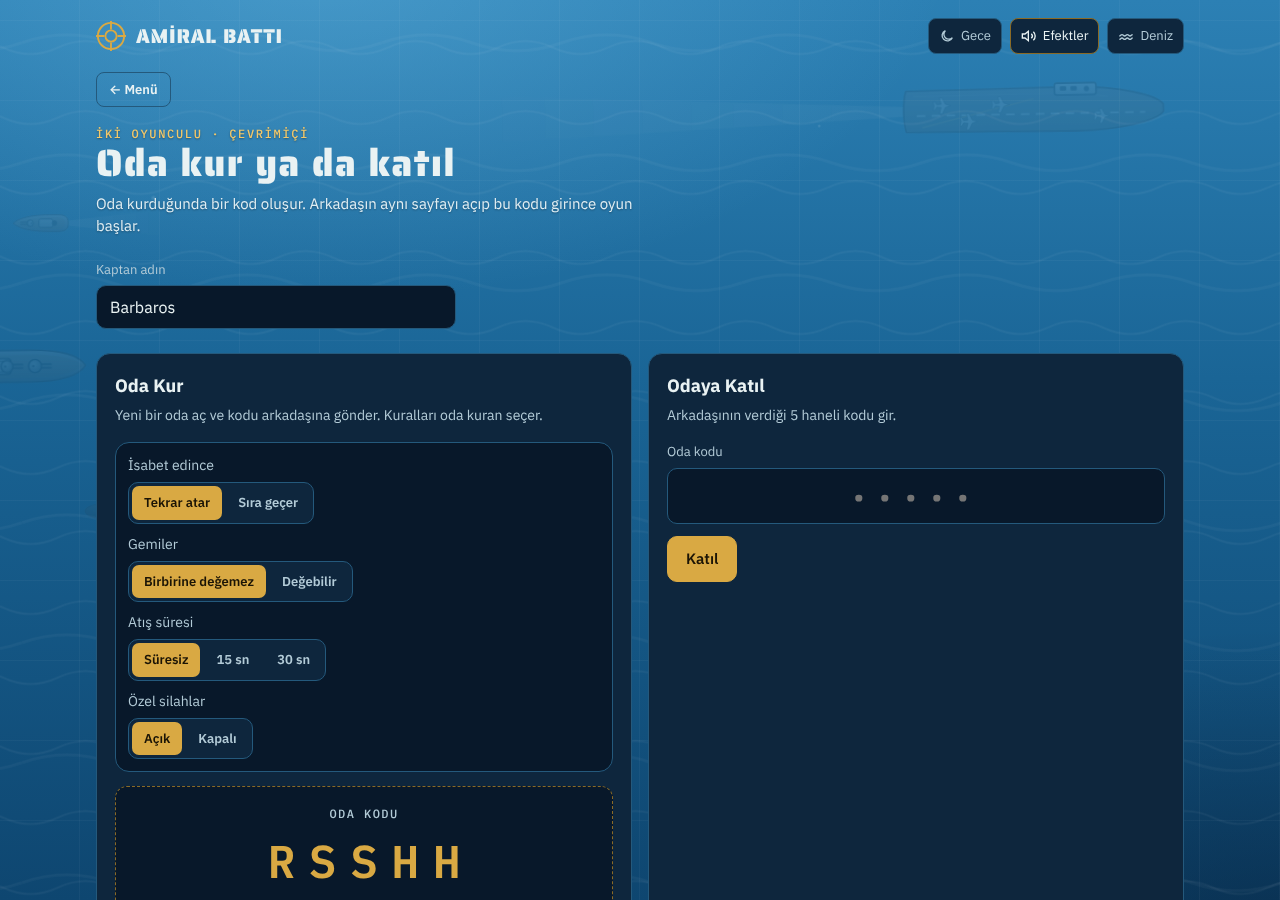 AMİRAL BATTI
Gece
Efektler
Deniz
← Menü
İKİ OYUNCULU · ÇEVRİMİÇİ
Oda kur ya da katıl
Oda kurduğunda bir kod oluşur. Arkadaşın aynı sayfayı açıp bu kodu girince oyun
başlar.
Kaptan adın
Barbaros
Oda Kur
Yeni bir oda aç ve kodu arkadaşına gönder. Kuralları oda kuran seçer.
İsabet edince
Tekrar atar Sıra geçer
Gemiler
Birbirine değemez Değebilir
Atış süresi
Süresiz 15 sn 30 sn
Özel silahlar
Açık Kapalı
ODA KODU
RSSHH
Odaya Katıl
Arkadaşının verdiği 5 haneli kodu gir.
Oda kodu
•••••
Katıl